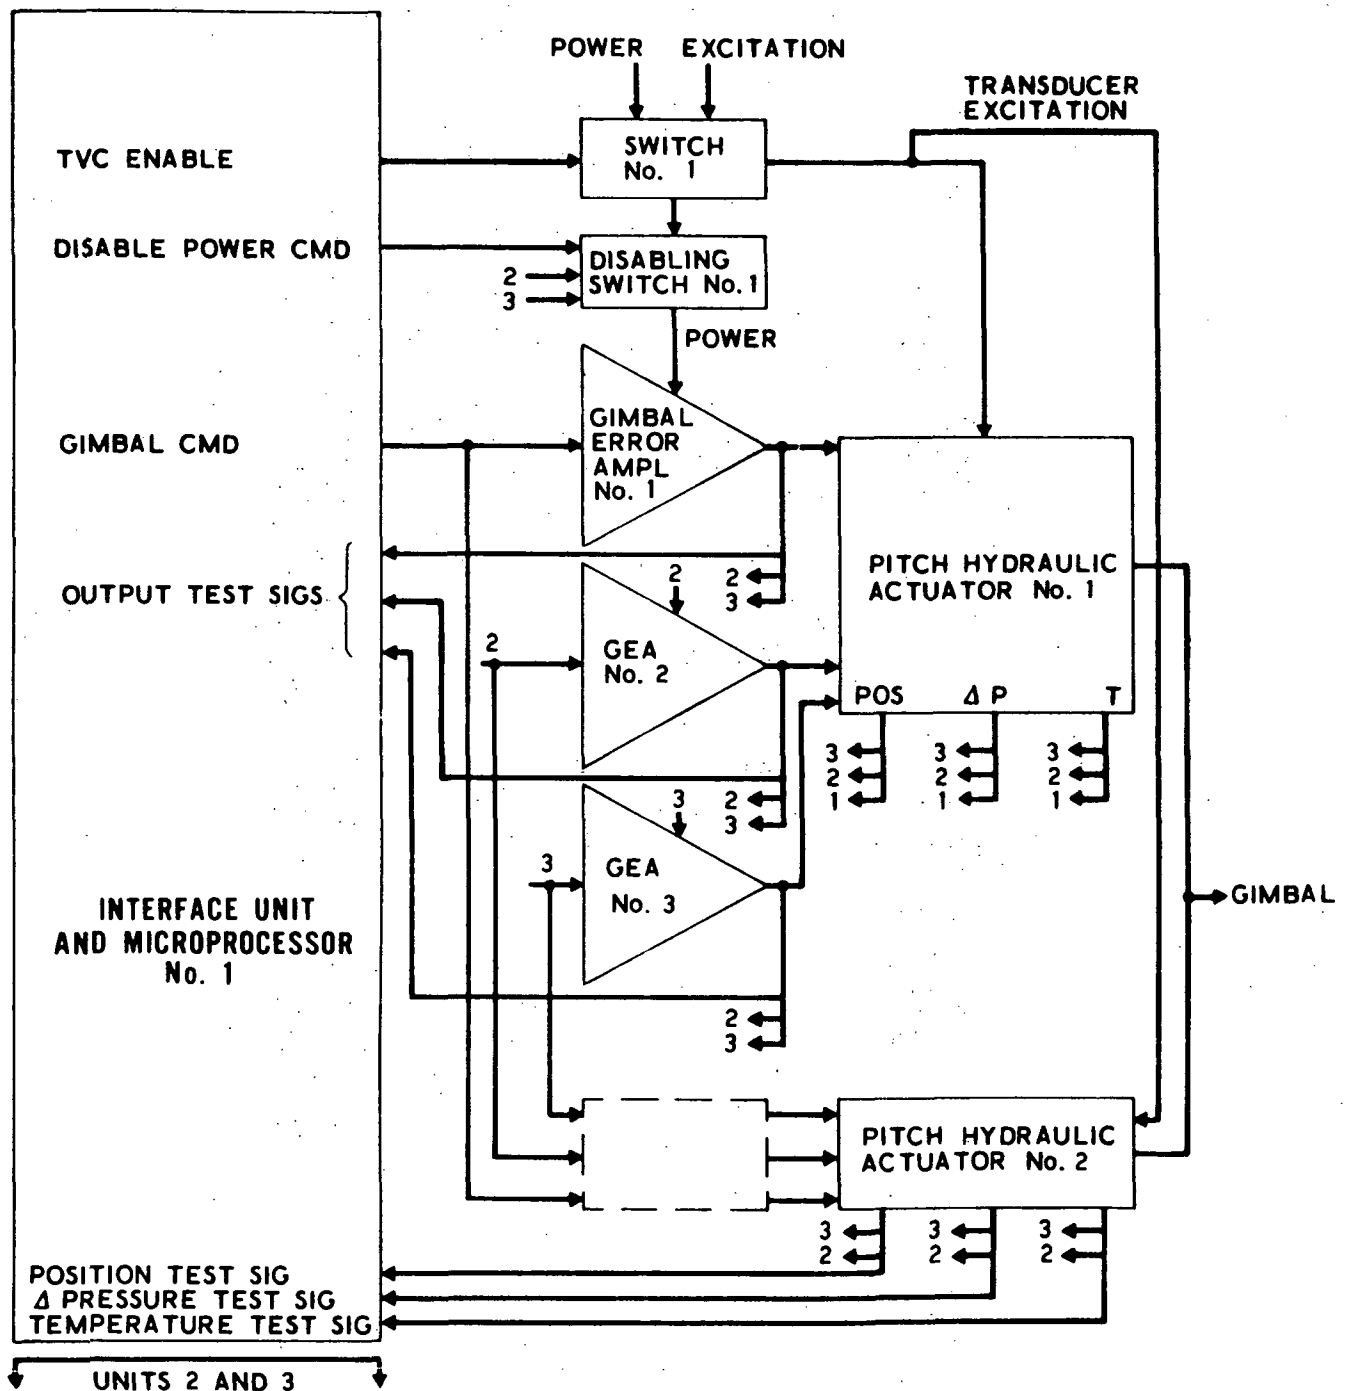 POWER EXCITATION
TRANSDUCER
EXCITATION
TVC ENABLE
SWITCH
No. 1
DISABLE POWER CMD
2
3
DISABLING
SWITCH No.1
POWER
GIMBAL CMD
GIMBAL
ERROR
AMPL
No. 1
OUTPUT TEST SIGS
2
3
2
2
GEA
No. 2
PITCH HYDRAULIC
ACTUATOR No. 1
POS Δ P T
3 3 3
2 2 2
1 1 1
2
3
3
3
GEA
No. 3
GIMBAL
INTERFACE UNIT
AND MICROPROCESSOR
No. 1
2
3
PITCH HYDRAULIC
ACTUATOR No. 2
3 3 3
2 2 2
POSITION TEST SIG
Δ PRESSURE TEST SIG
TEMPERATURE TEST SIG
UNITS 2 AND 3